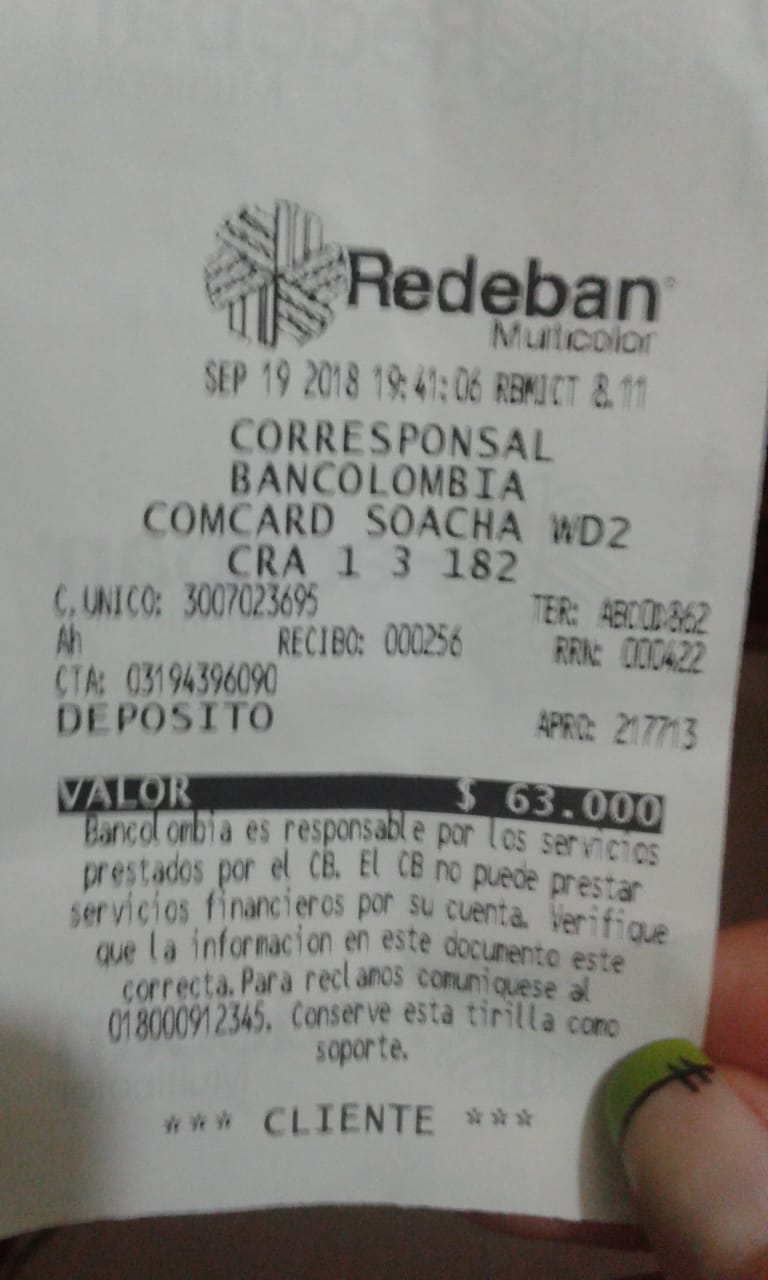 Redeban
Multicolor
SEP 19 2018 19:41:06 RBMICT 8.11
CORRESPONSAL
BANCOLOMBIA
COMCARD SOACHA WD2
CRA 1 3 182
C. UNICO: 3007023695 TER:
Ah RECIBO: 000256 RRN: 000422
CTA: 03194396090
DEPOSITO APRO: 217713
VALOR $ 63.000
Bancolombia es responsable por los servicios
prestados por el CB. El CB no puede prestar
servicios financieros por su cuenta. Verifique
que la informacion en este documento este
correcta. Para reclamos comuniquese al
018000912345. Conserve esta tirilla como
soporte.
*** CLIENTE ***